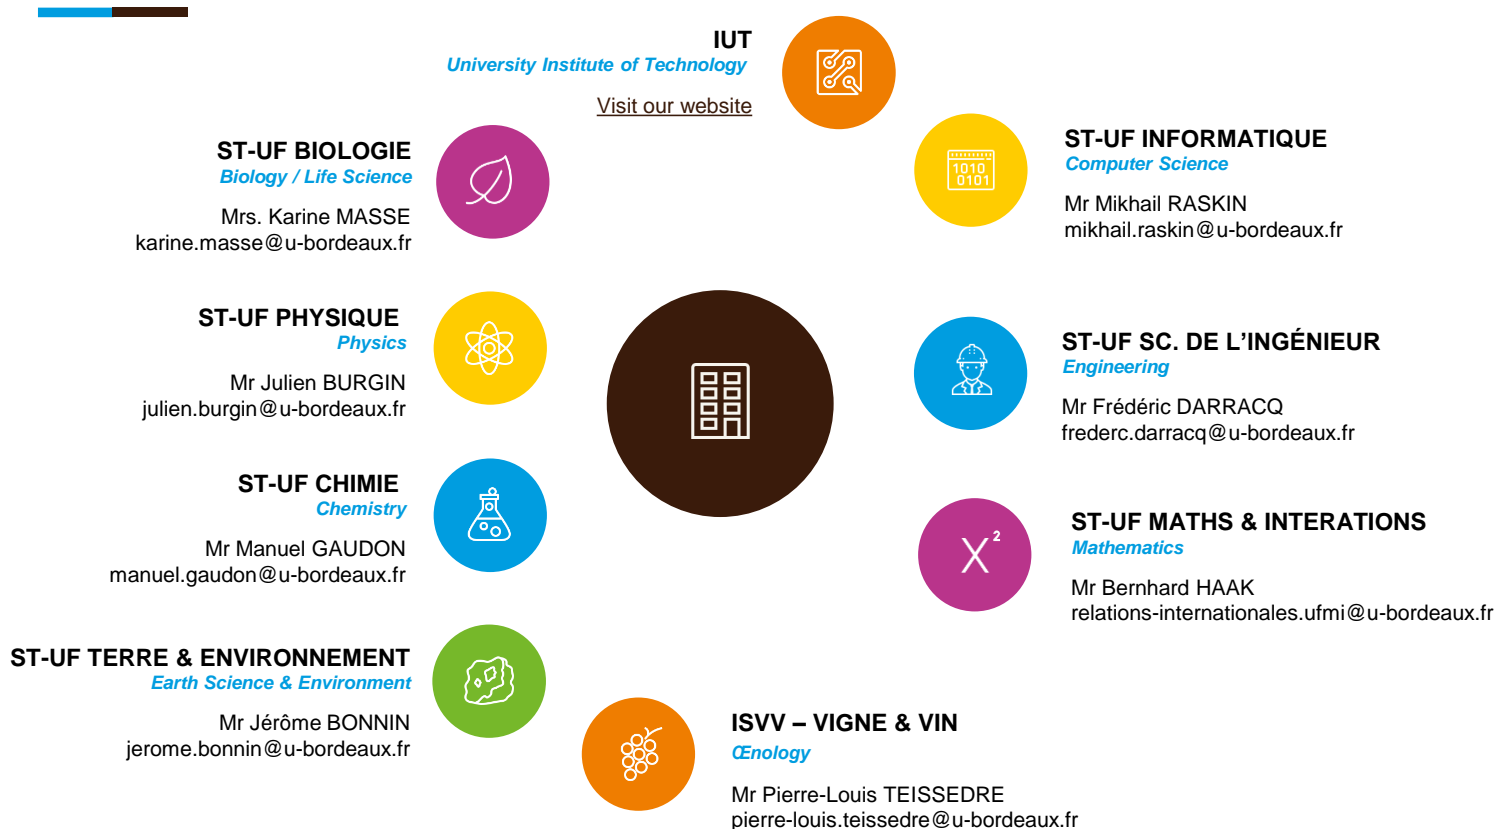 IUT
University Institute of Technology
Visit our website
ST-UF BIOLOGIE
Biology / Life Science
Mrs. Karine MASSE
karine.masse@u-bordeaux.fr
ST-UF PHYSIQUE
Physics
Mr Julien BURGIN
julien.burgin@u-bordeaux.fr
ST-UF CHIMIE
Chemistry
Mr Manuel GAUDON
manuel.gaudon@u-bordeaux.fr
ST-UF TERRE & ENVIRONNEMENT
Earth Science & Environment
Mr Jérôme BONNIN
jerome.bonnin@u-bordeaux.fr
1010
0101
ST-UF INFORMATIQUE
Computer Science
Mr Mikhail RASKIN
mikhail.raskin@u-bordeaux.fr
ST-UF SC. DE L’INGÉNIEUR
Engineering
Mr Frédéric DARRACQ
frederc.darracq@u-bordeaux.fr
X²
ST-UF MATHS & INTERATIONS
Mathematics
Mr Bernhard HAAK
relations-internationales.ufmi@u-bordeaux.fr
ISVV – VIGNE & VIN
Œnology
Mr Pierre-Louis TEISSEDRE
pierre-louis.teissedre@u-bordeaux.fr